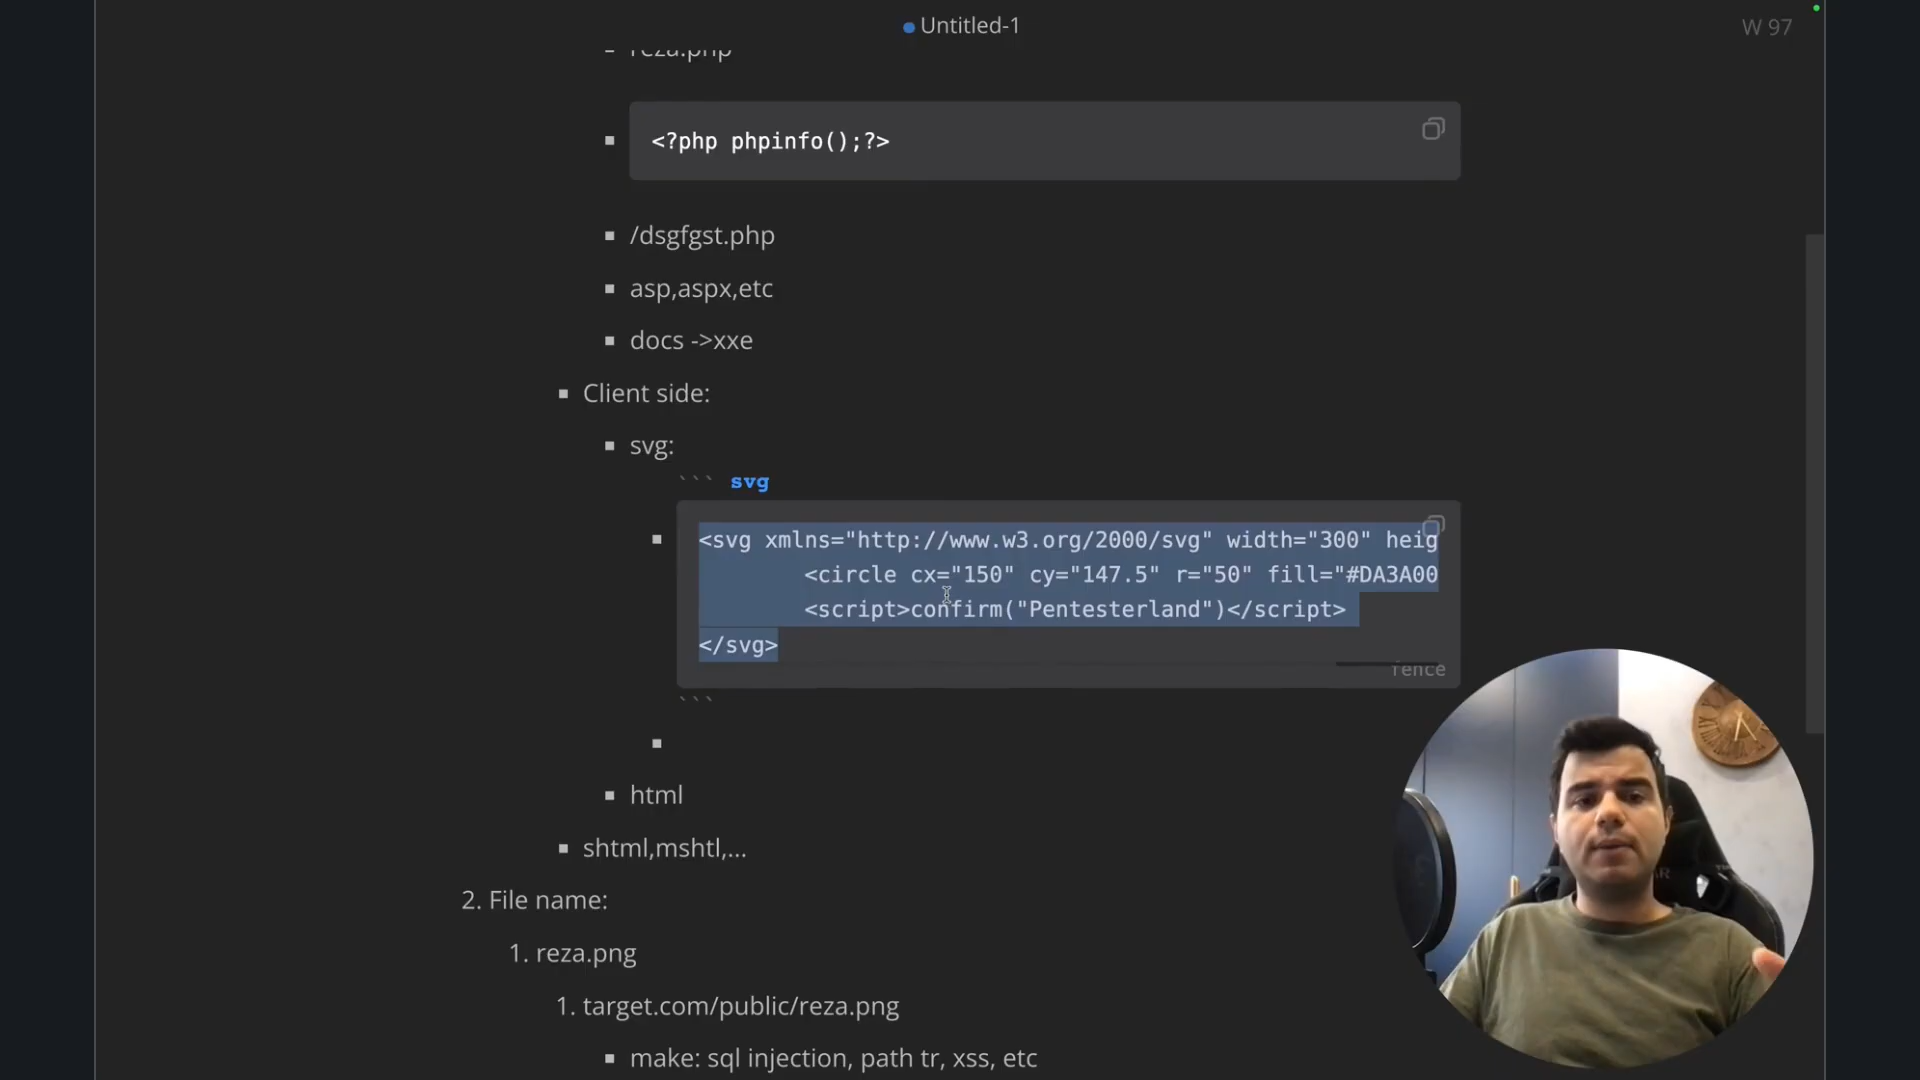 Untitled-1
W 97
reza.php
<?php phpinfo();?>
/dsgfgst.php
asp,aspx,etc
docs ->xxe
Client side:
svg:
``` svg
<svg xmlns="http://www.w3.org/2000/svg" width="300" heig
<circle cx="150" cy="147.5" r="50" fill="#DA3A00
<script>confirm("Pentesterland")</script>
</svg>
fence
```
html
shtml,mshtl,...
2. File name:
1. reza.png
1. target.com/public/reza.png
make: sql injection, path tr, xss, etc